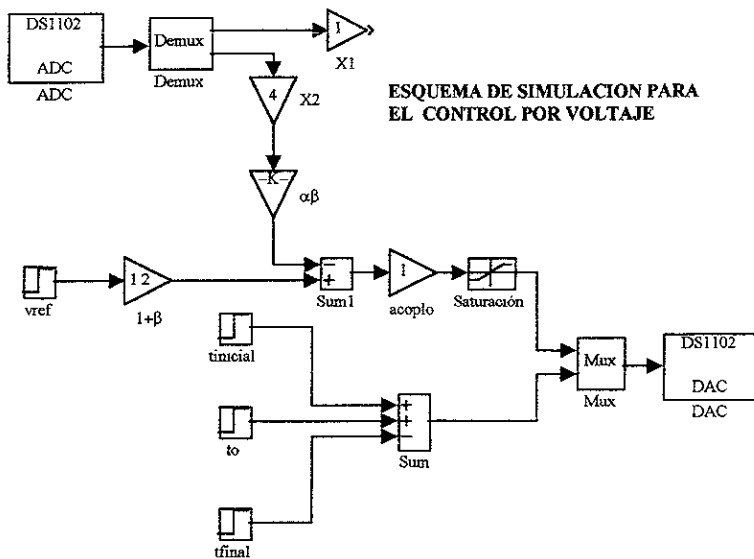 DS1102
ADC
ADC
Demux
Demux
1
X1
4
X2
ESQUEMA DE SIMULACION PARA
EL CONTROL POR VOLTAJE
-K-
αβ
vref
1 2
1+β
−
+
Sum1
1
acoplo
Saturación
tinicial
to
tfinal
+
+
−
Sum
Mux
Mux
DS1102
DAC
DAC